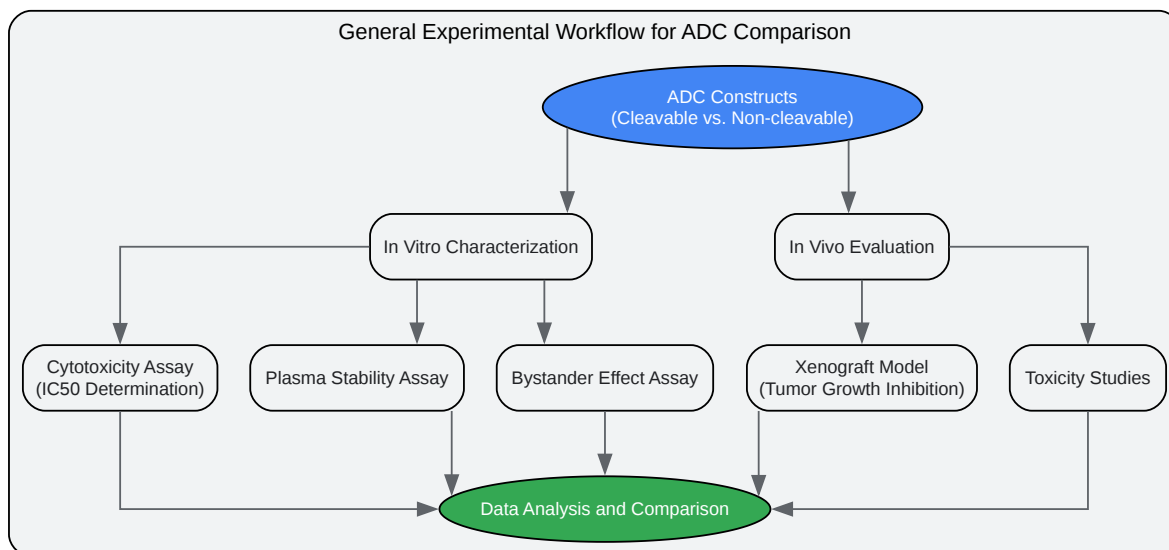 General Experimental Workflow for ADC Comparison
ADC Constructs
(Cleavable vs. Non-cleavable)
In Vitro Characterization
In Vivo Evaluation
Cytotoxicity Assay
(IC50 Determination)
Plasma Stability Assay
Bystander Effect Assay
Xenograft Model
(Tumor Growth Inhibition)
Toxicity Studies
Data Analysis and Comparison